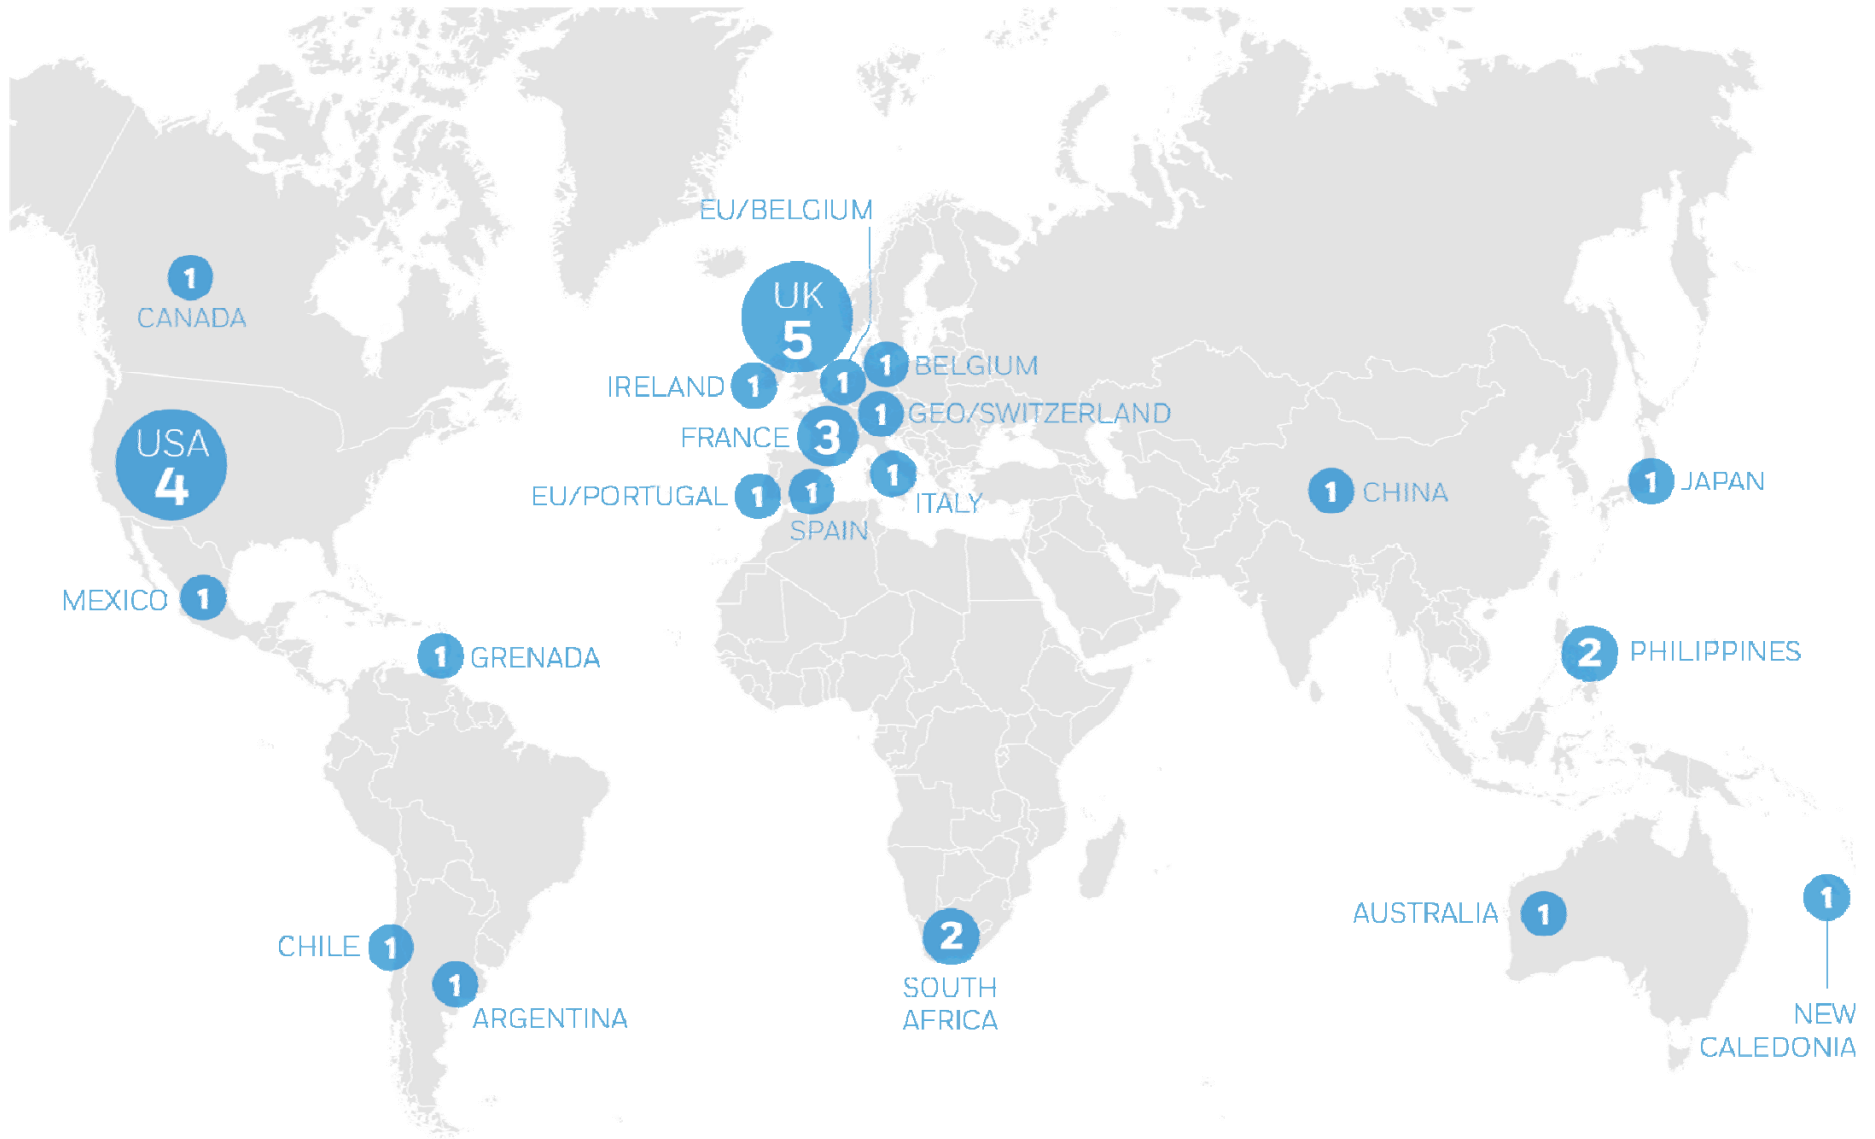 EU/BELGIUM
1
CANADA
UK
5
1
BELGIUM
IRELAND 1
1
1
GEO/SWITZERLAND
FRANCE 3
USA
4
1
ITALY
EU/PORTUGAL 1
1
SPAIN
1 CHINA
1 JAPAN
MEXICO 1
1 GRENADA
2 PHILIPPINES
1
NEW
CALEDONIA
AUSTRALIA 1
CHILE 1
2
SOUTH
AFRICA
1
ARGENTINA